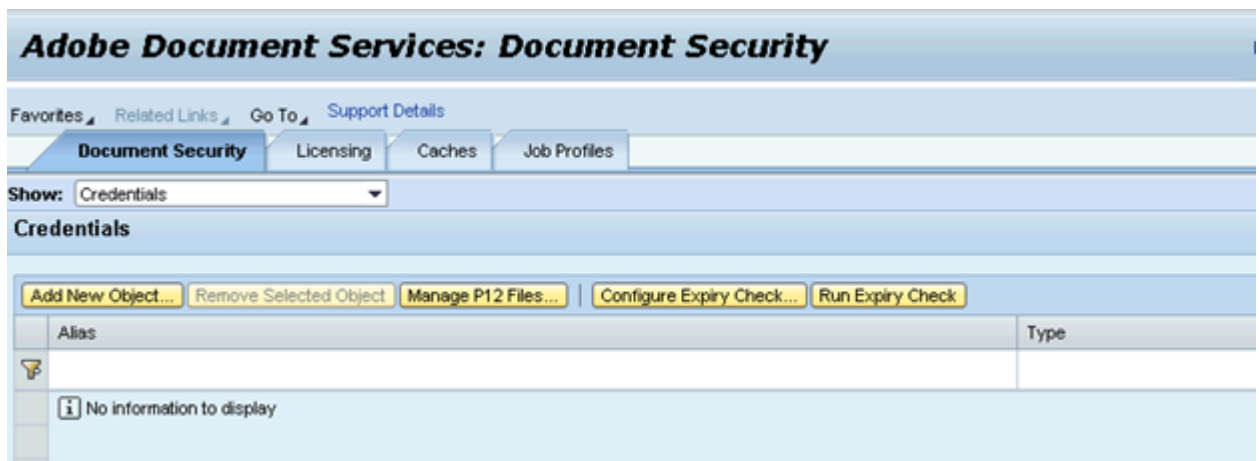 Adobe Document Services: Document Security
Favorites Related Links Go To Support Details
Document Security Licensing Caches Job Profiles
Show: Credentials
Credentials
Add New Object... Remove Selected Object Manage P12 Files... Configure Expiry Check... Run Expiry Check
Alias Type
No information to display